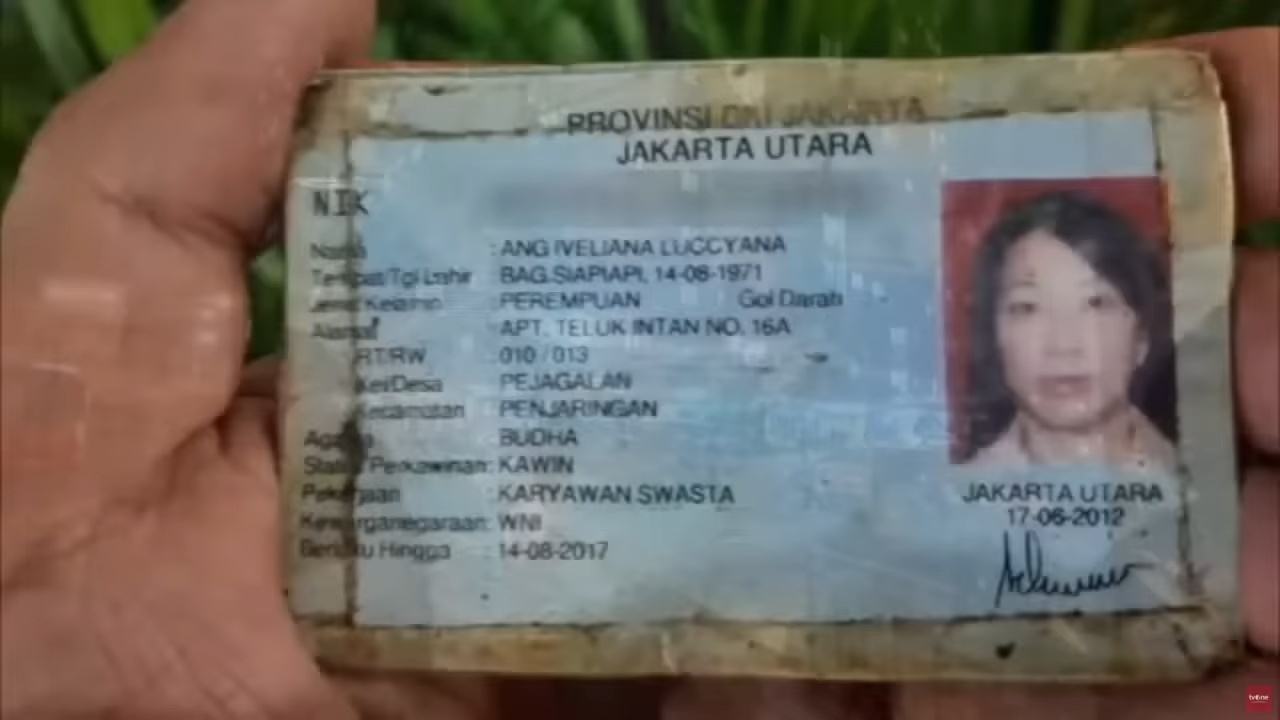 PROVINSI DKI JAKARTA
JAKARTA UTARA
NIK
Nama : ANG IVELIANA LUCCYANA
Tempat/Tgl Lahir : BAG.SIAPIAPI, 14-08-1971
Jenis Kelamin : PEREMPUAN Gol Darah
Alamat : APT. TELUK INTAN NO. 16A
RT/RW : 010 / 013
Kel/Desa : PEJAGALAN
Kecamatan : PENJARINGAN
Agama : BUDHA
Status Perkawinan: KAWIN
Pekerjaan : KARYAWAN SWASTA
Kewarganegaraan: WNI
Berlaku Hingga : 14-08-2017
JAKARTA UTARA
17-06-2012
tvOne